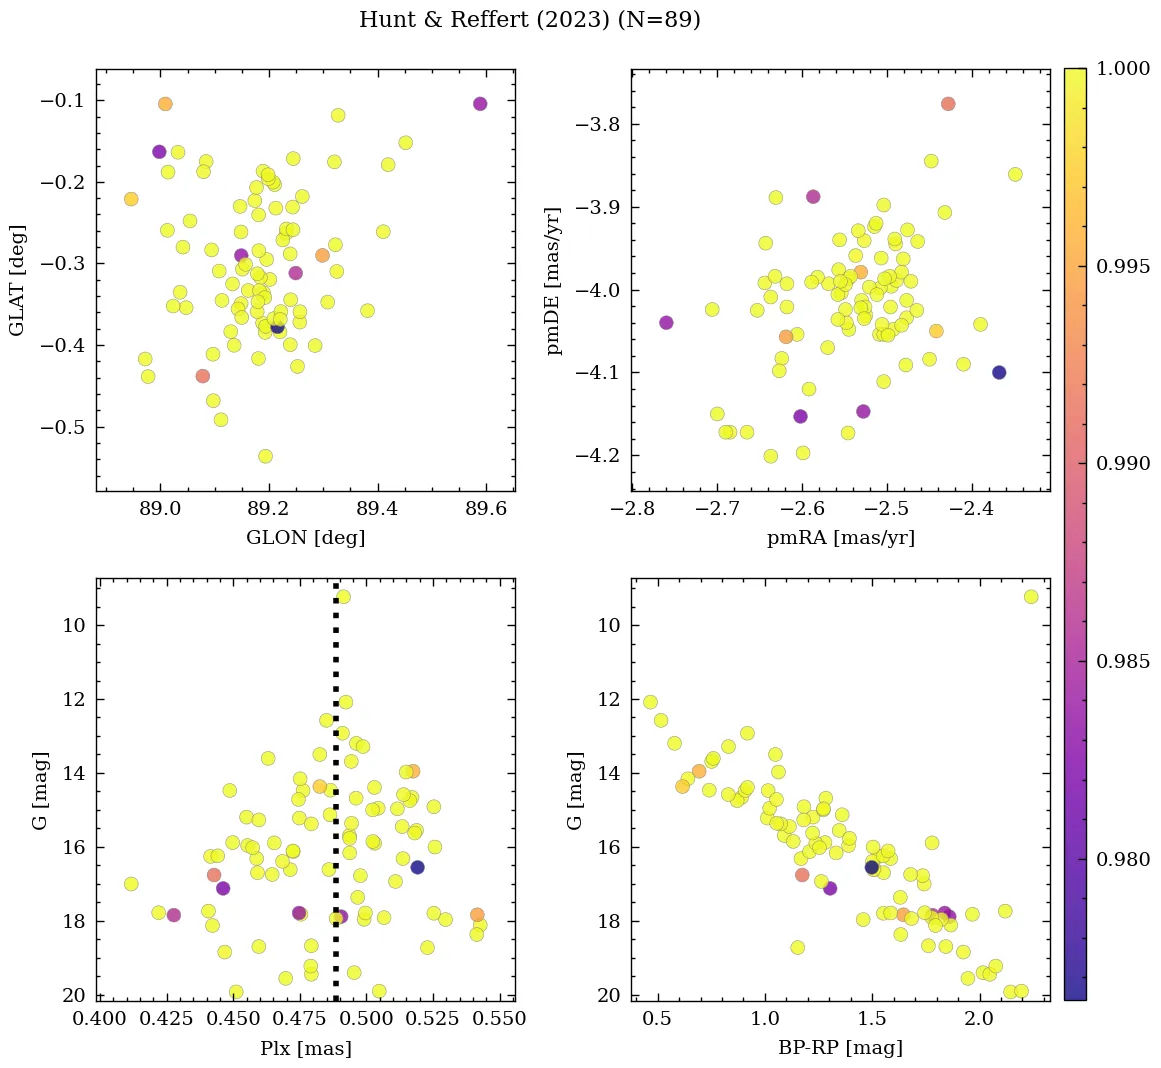 Hunt & Reffert (2023) (N=89)
−0.1
−0.2
−0.3
−0.4
−0.5
GLAT [deg]
89.0 89.2 89.4 89.6
GLON [deg]
−3.8
−3.9
−4.0
−4.1
−4.2
pmDE [mas/yr]
−2.8 −2.7 −2.6 −2.5 −2.4
pmRA [mas/yr]
1.000
0.995
0.990
0.985
0.980
10
12
14
16
18
20
G [mag]
0.400 0.425 0.450 0.475 0.500 0.525 0.550
Plx [mas]
10
12
14
16
18
20
G [mag]
0.5 1.0 1.5 2.0
BP-RP [mag]